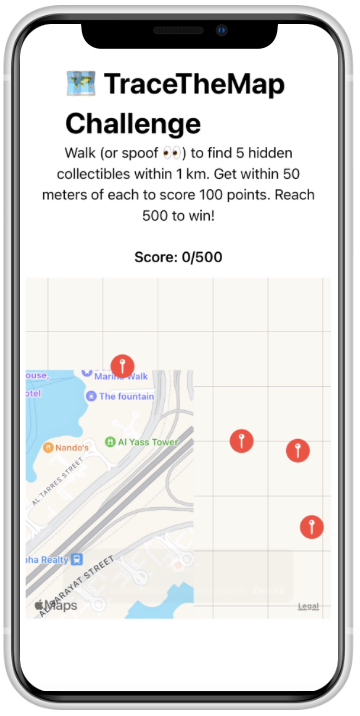 TraceTheMap
Challenge
Walk (or spoof 👀) to find 5 hidden
collectibles within 1 km. Get within 50
meters of each to score 100 points. Reach
500 to win!
Score: 0/500
ouse,
Marina Walk
otel
The fountain
Nando's
Al Yass Tower
AL TARRES STREET
ha Realty
AL MARAYAT STREET
Maps
Legal